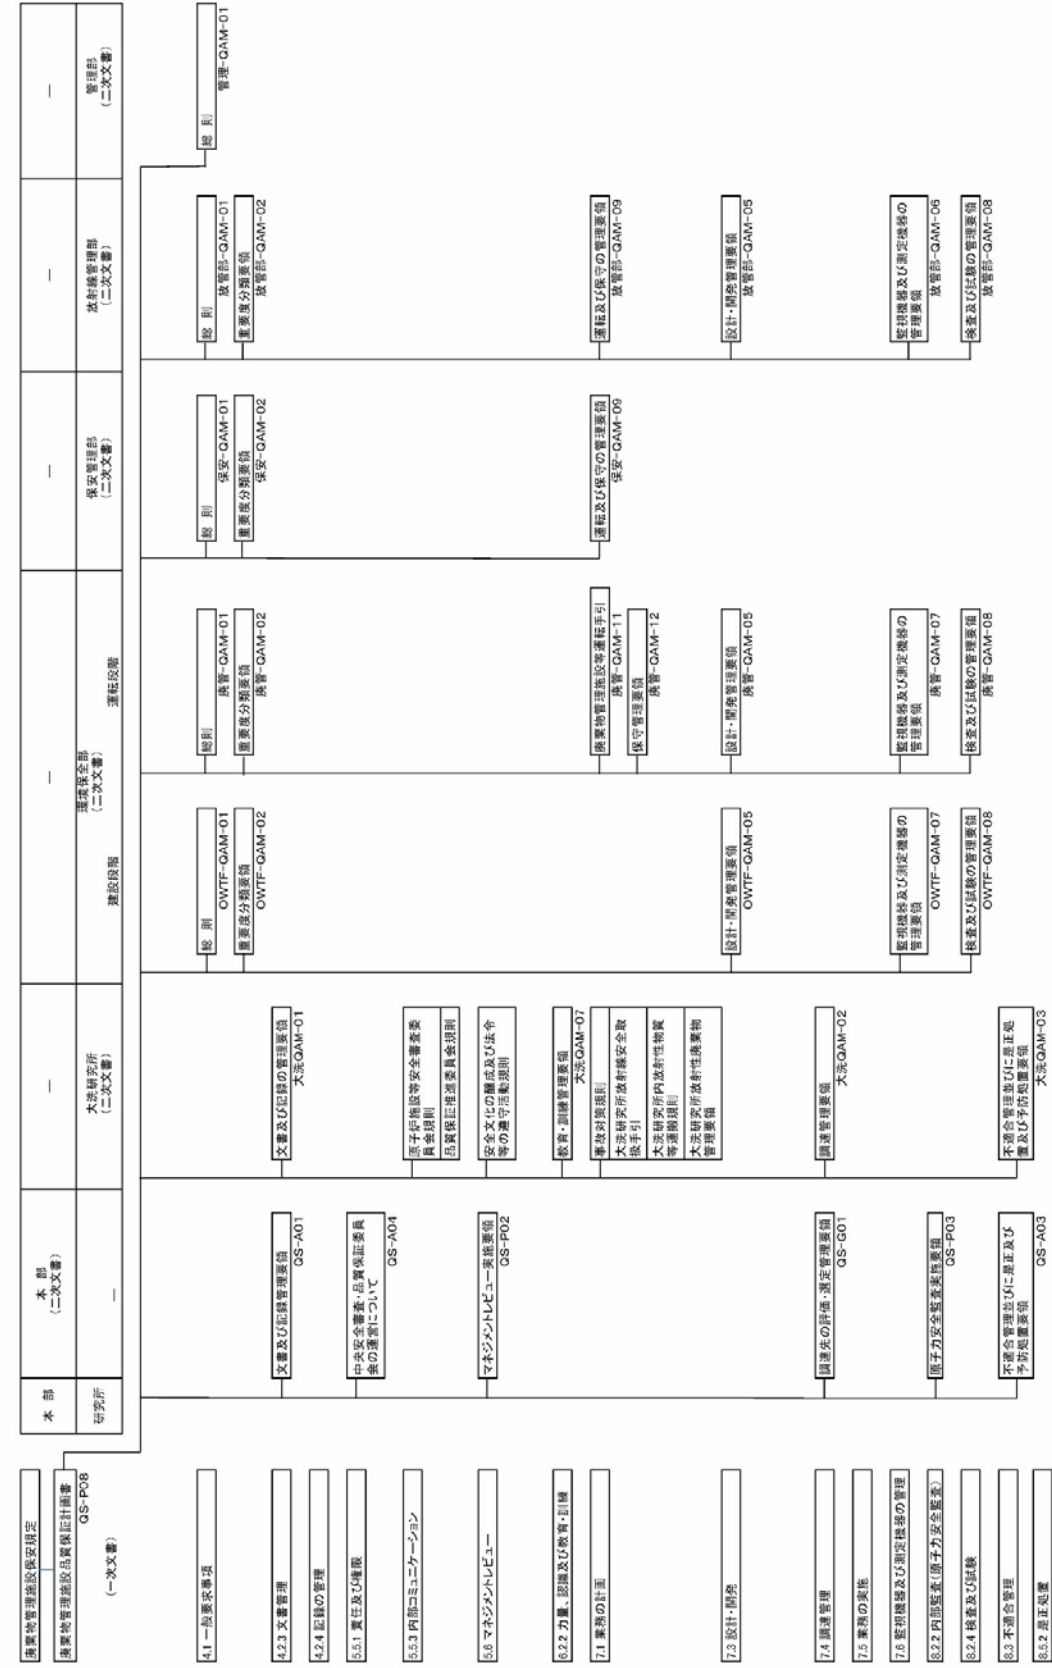 廃棄物管理施設保安規定
廃棄物管理施設品質保証計画書
QS-P08
(一次文書)
本 部
研究所
本 部
(二次文書)
―
―
大洗研究所
(二次文書)
―
環境保全部
(二次文書)
建設段階
運転段階
―
保安管理部
(二次文書)
―
放射線管理部
(二次文書)
―
管理部
(二次文書)
4.1 一般要求事項
総 則
OWTF-QAM-01
重要度分類要領
OWTF-QAM-02
総則
廃管-QAM-01
重要度分類要領
廃管-QAM-02
総 則
保安-QAM-01
重要度分類要領
保安-QAM-02
総 則
放管部-QAM-01
重要度分類要領
放管部-QAM-02
総 則
管理-QAM-01
4.2.3 文書管理
文書及び記録管理要領
QS-A01
文書及び記録の管理要領
大洗QAM-01
4.2.4 記録の管理
5.5.1 責任及び権限
中央安全審査・品質保証委員
会の運営について
QS-A04
5.5.3 内部コミュニケーション
原子炉施設等安全審査委
員会規則
品質保証推進委員会規則
5.6 マネジメントレビュー
マネジメントレビュー実施要領
QS-P02
安全文化の醸成及び法令
等の遵守活動規則
6.2.2 力量、認識及び教育・訓練
教育・訓練管理要領
大洗QAM-07
7.1 業務の計画
事故対策規則
大洗研究所放射線安全取
扱手引
大洗研究所内放射性物質
等運搬規則
大洗研究所放射性廃棄物
管理要領
廃棄物管理施設等運転手引
廃管-QAM-11
保守管理要領
廃管-QAM-12
運転及び保守の管理要領
保安-QAM-09
運転及び保守の管理要領
放管部-QAM-09
7.3 設計・開発
設計・開発管理要領
OWTF-QAM-05
設計・開発管理要領
廃管-QAM-05
設計・開発管理要領
放管部-QAM-05
7.4 調達管理
調達先の評価・選定管理要領
QS-G01
調達管理要領
大洗QAM-02
7.5 業務の実施
7.6 監視機器及び測定機器の管理
監視機器及び測定機器の
管理要領
OWTF-QAM-07
監視機器及び測定機器の
管理要領
廃管-QAM-07
監視機器及び測定機器の
管理要領
放管部-QAM-06
8.2.2 内部監査(原子力安全監査)
原子力安全監査実施要領
QS-P03
8.2.4 検査及び試験
検査及び試験の管理要領
OWTF-QAM-08
検査及び試験の管理要領
廃管-QAM-08
検査及び試験の管理要領
放管部-QAM-08
8.3 不適合管理
不適合管理並びに是正及び
予防処置要領
QS-A03
不適合管理並びに是正処
置及び予防処置要領
大洗QAM-03
8.5.2 是正処置